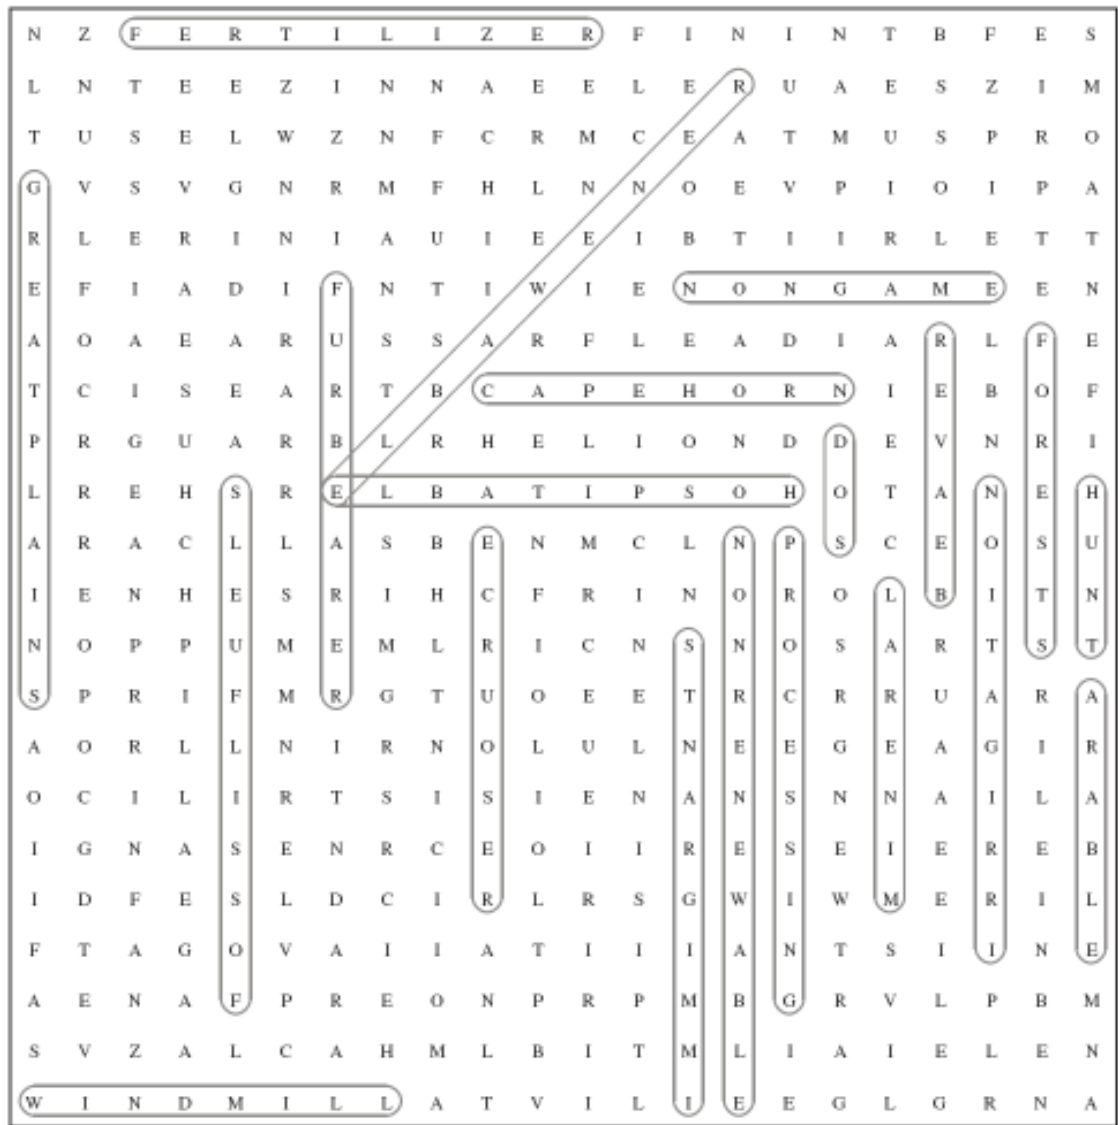 N Z F E R T I L I Z E R F I N I N T B F E S
L N T E E Z I N N A E E L E R U A E S Z I M
T U S E L W Z N F C R M C E A T M U S P R O
G V S V G N R M F H L N N O E V P I O I P A
R L E R I N I A U I E E I B T I I R L E T T
E F I A D I F N T I W I E N O N G A M E E N
A O A E A R U S S A R F L E A D I A R L F E
T C I S E A R T B C A P E H O R N I E B O F
P R G U A R B L R H E L I O N D D E V N R I
L R E H S R E L B A T I P S O H O T A N E H
A R A C L L A S B E N M C L N P S C E O S U
I E N H E S R I H C F R I N O R O L B I T N
N O P P U M E M L R I C N S N O S A R T S T
S P R I F M R G T U O E E T R C R R U A R A
A O R L L N I R N O L U L N E E G E A G I R
O C I L I R T S I S I E N A N S N N A I L A
I G N A S E N R C E O I I R E S E I E R E B
I D F E S L D C I R L R S G W I W M E R I L
F T A G O V A I I A T I I I A N T S I I N E
A E N A F P R E O N P R P M B G R V L P B M
S V Z A L C A H M L B I T M L I A I E L E N
W I N D M I L L A T V I L I E E G L G R N A